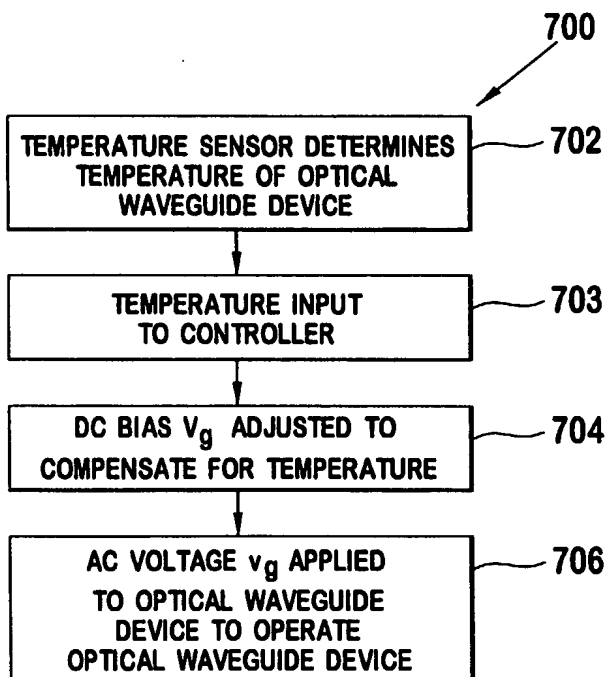 700
TEMPERATURE SENSOR DETERMINES
TEMPERATURE OF OPTICAL
WAVEGUIDE DEVICE
702
TEMPERATURE INPUT
TO CONTROLLER
703
DC BIAS Vg ADJUSTED TO
COMPENSATE FOR TEMPERATURE
704
AC VOLTAGE vg APPLIED
TO OPTICAL WAVEGUIDE
DEVICE TO OPERATE
OPTICAL WAVEGUIDE DEVICE
706